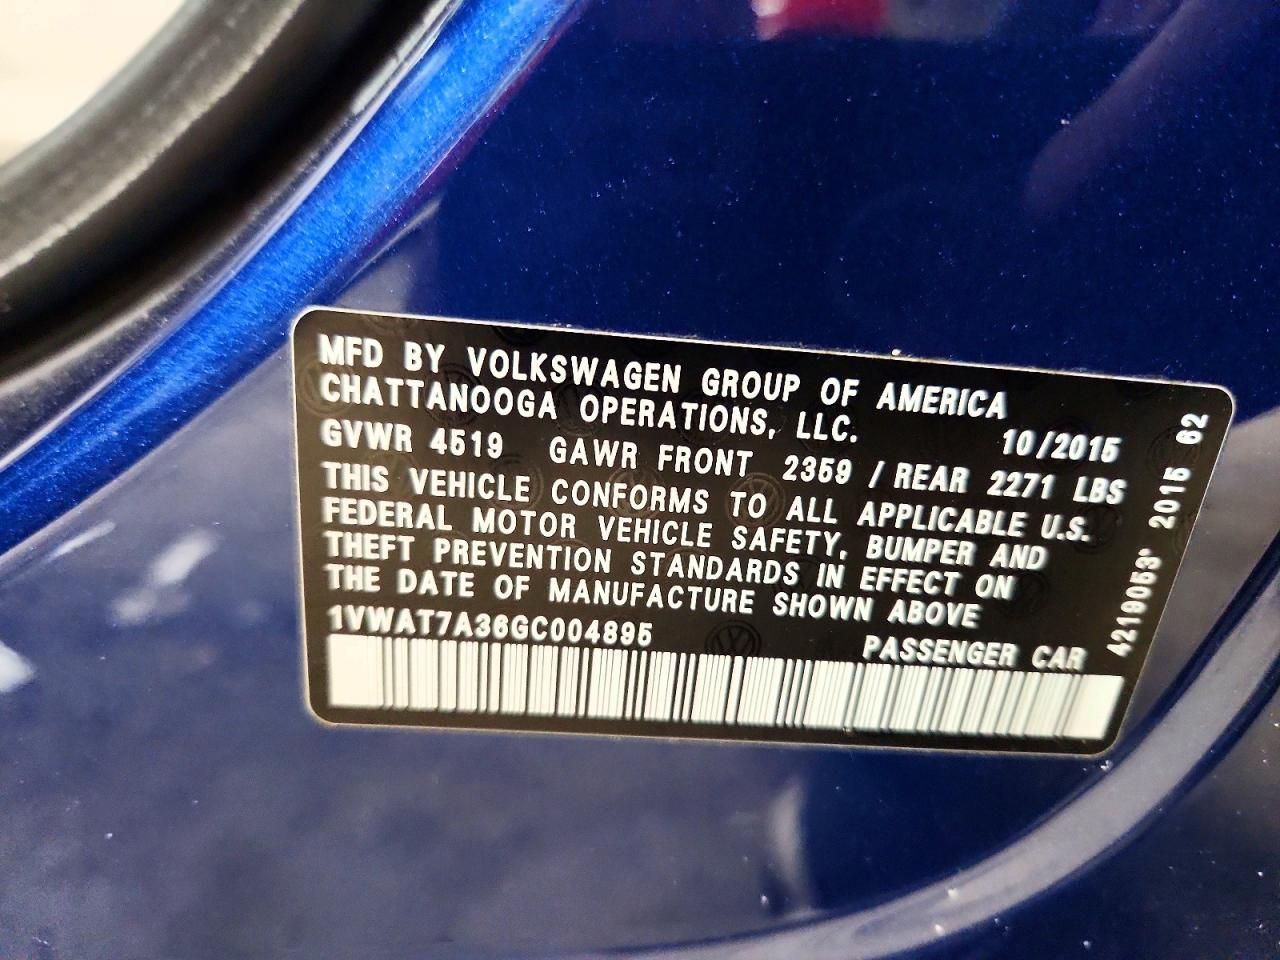 MFD BY VOLKSWAGEN GROUP OF AMERICA
CHATTANOOGA OPERATIONS, LLC.
10/2015
GVWR 4519 GAWR FRONT 2359 / REAR 2271 LBS
THIS VEHICLE CONFORMS TO ALL APPLICABLE U.S.
FEDERAL MOTOR VEHICLE SAFETY, BUMPER AND
THEFT PREVENTION STANDARDS IN EFFECT ON
THE DATE OF MANUFACTURE SHOWN ABOVE
1VWAT7A36GC004895
PASSENGER CAR
4219053* 2015 62